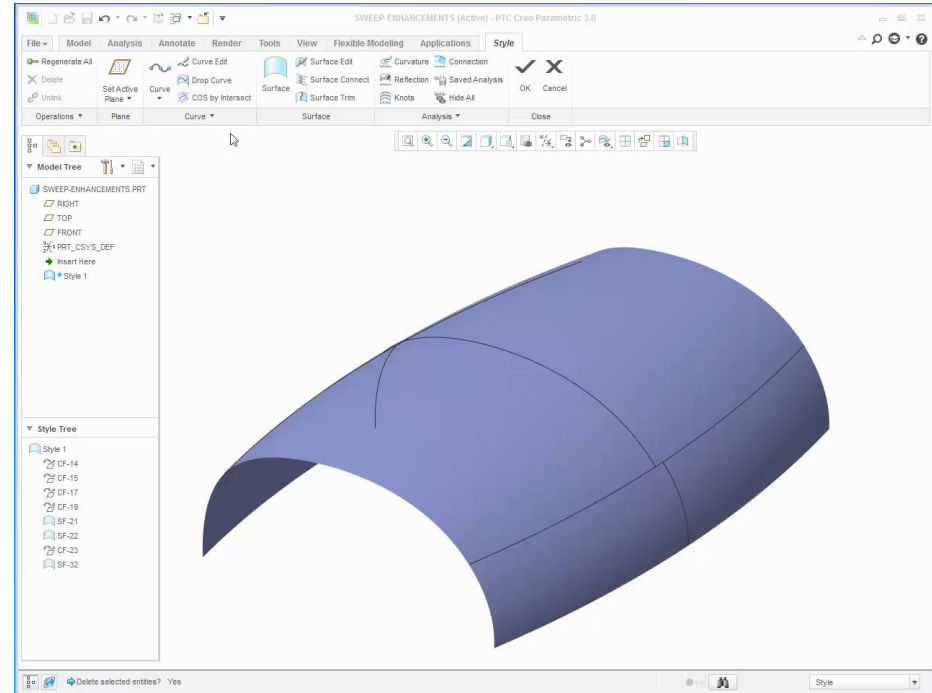 SWEEP-ENHANCEMENTS (Active) - PTC Creo Parametric 3.0
File Model Analysis Annotate Render Tools View Flexible Modeling Applications Style
Regenerate All
Delete
Unlink
Set Active
Plane
Curve
Curve Edit
Drop Curve
COS by Intersect
Surface
Surface Edit
Surface Connect
Surface Trim
Curvature
Reflection
Knots
Connection
Saved Analysis
Hide All
OK
Cancel
Operations Plane Curve Surface Analysis Close
Model Tree
SWEEP-ENHANCEMENTS.PRT
RIGHT
TOP
FRONT
PRT_CSYS_DEF
Insert Here
Style 1
Style Tree
Style 1
CF-14
CF-15
CF-17
CF-19
SF-21
SF-22
CF-23
SF-32
Delete selected entities? Yes
Style